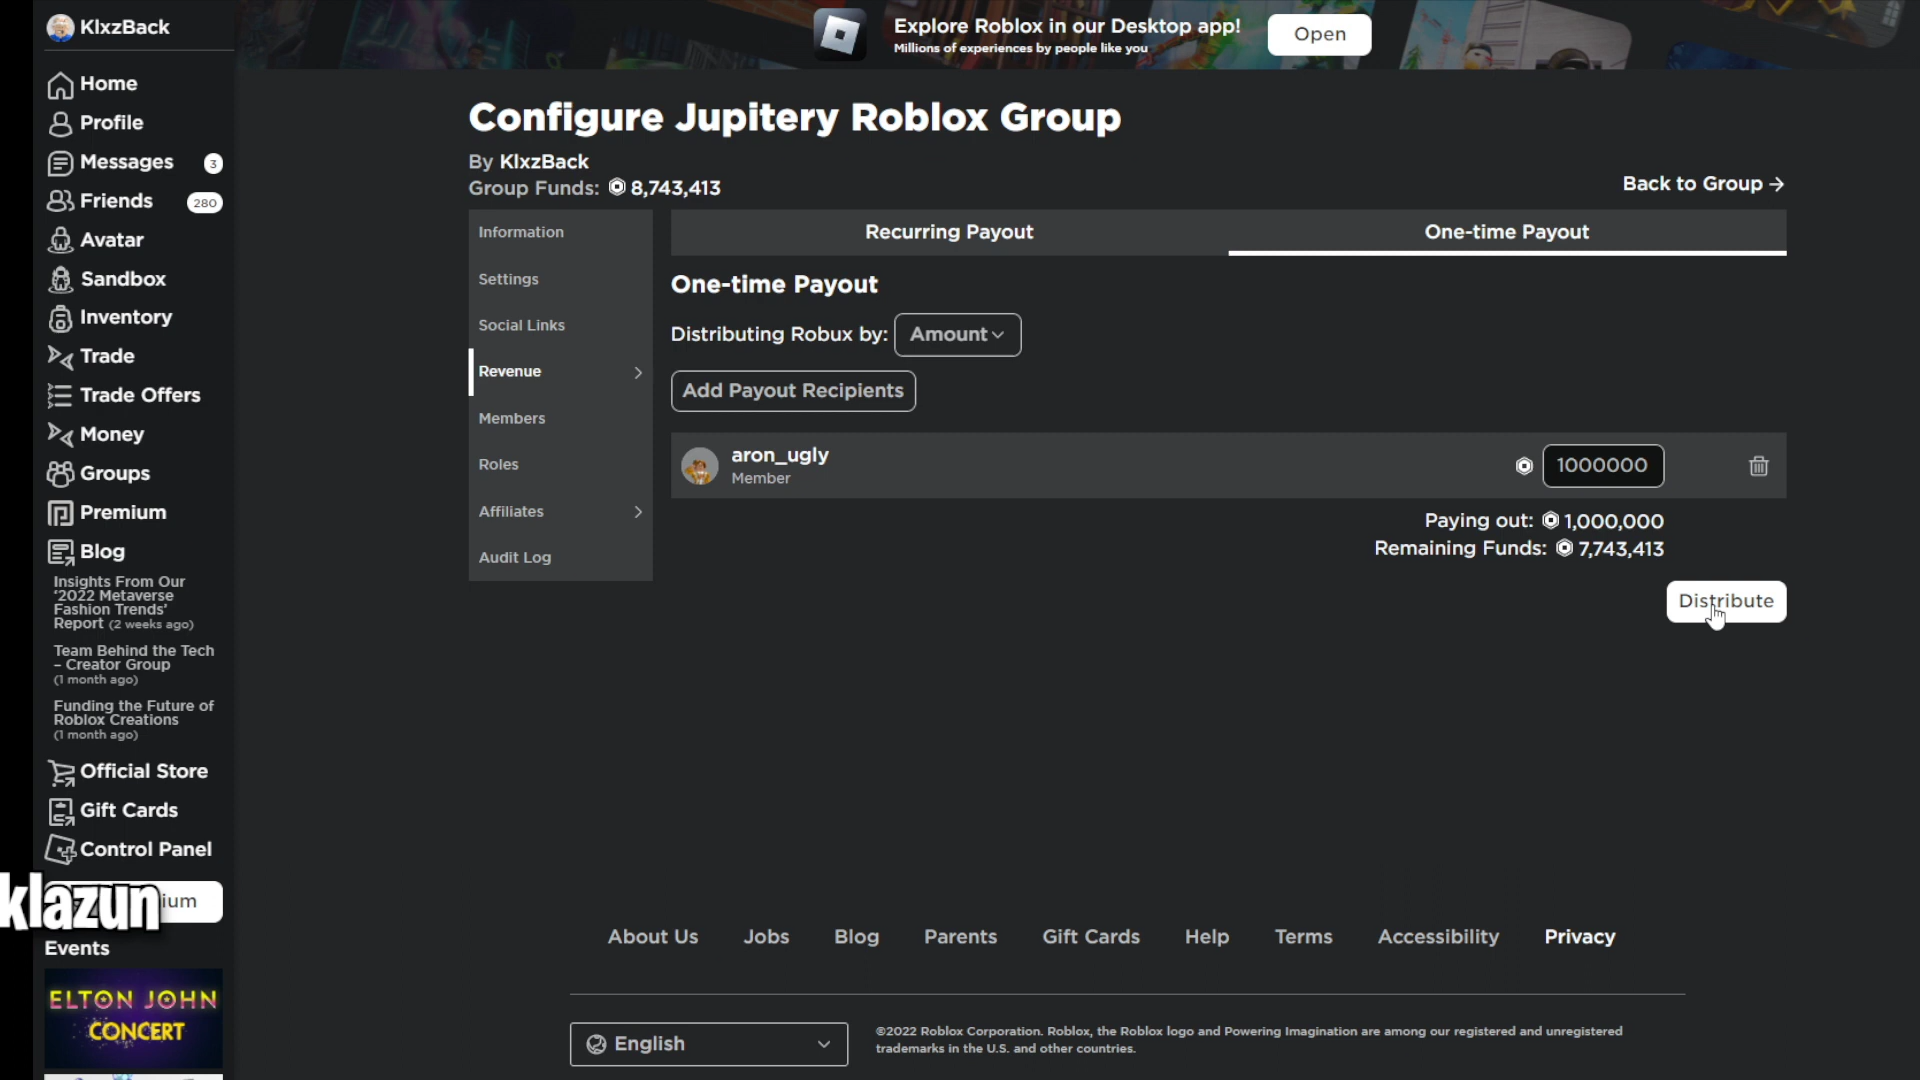 KlxzBack
Explore Roblox in our Desktop app!
Millions of experiences by people like you
Open
Home
Profile
Messages 3
Friends 280
Avatar
Sandbox
Inventory
Trade
Trade Offers
Money
Groups
Premium
Blog
Insights From Our
'2022 Metaverse
Fashion Trends'
Report (2 weeks ago)
Team Behind the Tech
– Creator Group
(1 month ago)
Funding the Future of
Roblox Creations
(1 month ago)
Official Store
Gift Cards
Control Panel
klazun
ium
Events
ELTON JOHN
CONCERT
Configure Jupitery Roblox Group
By KlxzBack
Group Funds: 8,743,413
Back to Group
Information
Settings
Social Links
Revenue
Members
Roles
Affiliates
Audit Log
Recurring Payout
One-time Payout
One-time Payout
Distributing Robux by: Amount
Add Payout Recipients
aron_ugly
Member
1000000
Paying out: 1,000,000
Remaining Funds: 7,743,413
Distribute
About Us Jobs Blog Parents Gift Cards Help Terms Accessibility Privacy
English
©2022 Roblox Corporation. Roblox, the Roblox logo and Powering Imagination are among our registered and unregistered
trademarks in the U.S. and other countries.